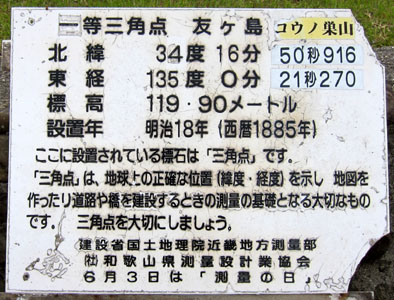 一等三角点 友ヶ島 コウノ巣山
北緯 34度 16分 50秒916
東経 135度 0分 21秒270
標高 119・90メートル
設置年 明治18年(西暦1885年)
ここに設置されている標石は「三角点」です。
「三角点」は、地球上の正確な位置(緯度・経度)を示し 地図を
作ったり道路や橋を建設するときの測量の基礎となる大切なもの
です。 三角点を大切にしましょう。
建設省国土地理院近畿地方測量部
㈳和歌山県測量設計業協会
6月3日は「測量の日」